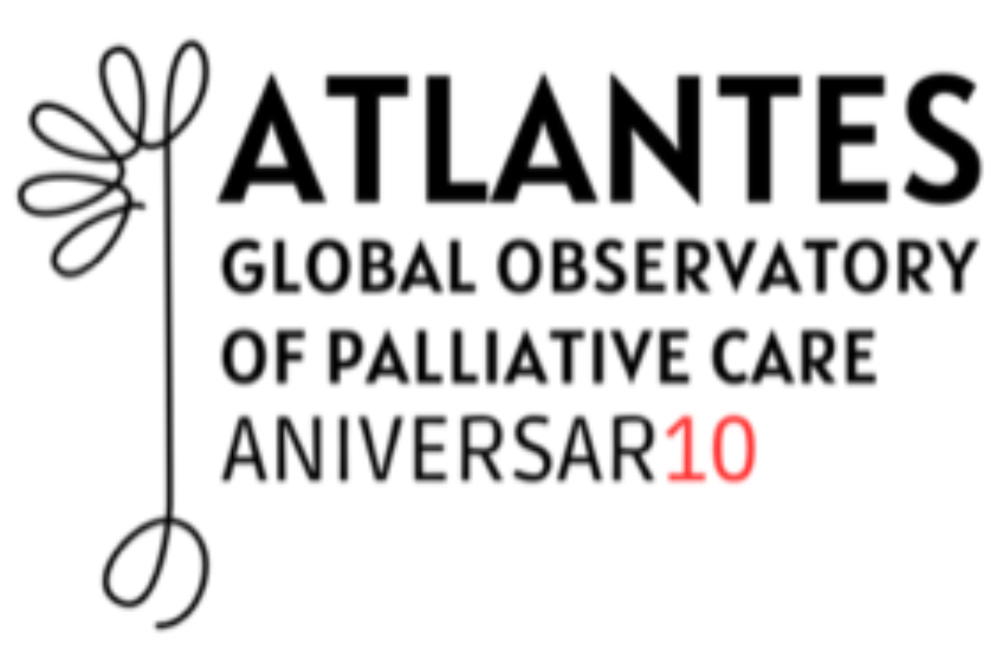 ATLANTES
GLOBAL OBSERVATORY
OF PALLIATIVE CARE
ANIVERSAR10